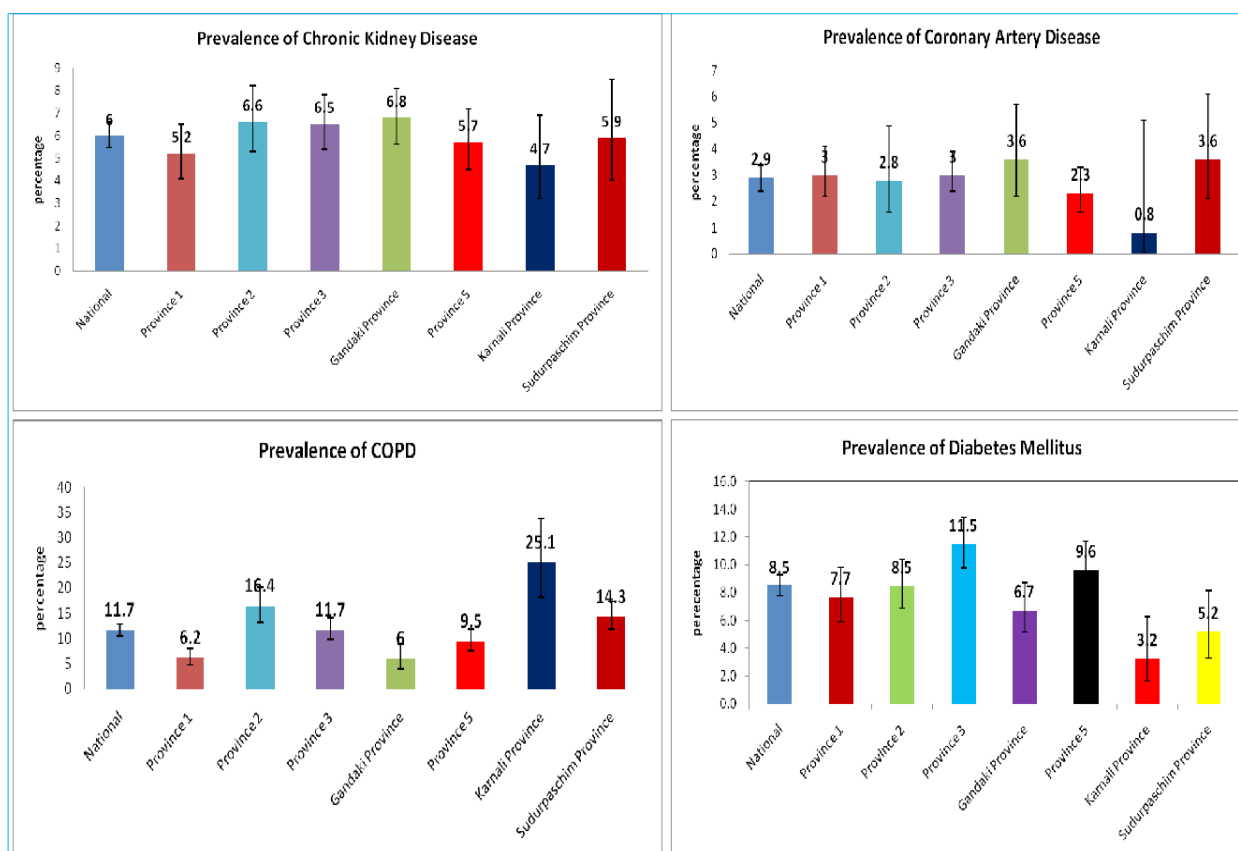 Prevalence of Chronic Kidney Disease
percentage
9
8
7
6
5
4
3
2
1
0
6
5.2
6.6
6.5
6.8
5.7
4.7
5.9
National
Province 1
Province 2
Province 3
Gandaki Province
Province 5
Karnali Province
Sudurpaschim Province
Prevalence of Coronary Artery Disease
percentage
7
6
5
4
3
2
1
0
2.9
3
2.8
3
3.6
2.3
0.8
3.6
National
Province 1
Province 2
Province 3
Gandaki Province
Province 5
Karnali Province
Sudurpaschim Province
Prevalence of COPD
percentage
40
35
30
25
20
15
10
5
0
11.7
6.2
16.4
11.7
6
9.5
25.1
14.3
National
Province 1
Province 2
Province 3
Gandaki Province
Province 5
Karnali Province
Sudurpaschim Province
Prevalence of Diabetes Mellitus
perecentage
16.0
14.0
12.0
10.0
8.0
6.0
4.0
2.0
0.0
8.5
7.7
8.5
11.5
6.7
9.6
3.2
5.2
National
Province 1
Province 2
Province 3
Gandaki Province
Province 5
Karnali Province
Sudurpaschim Province